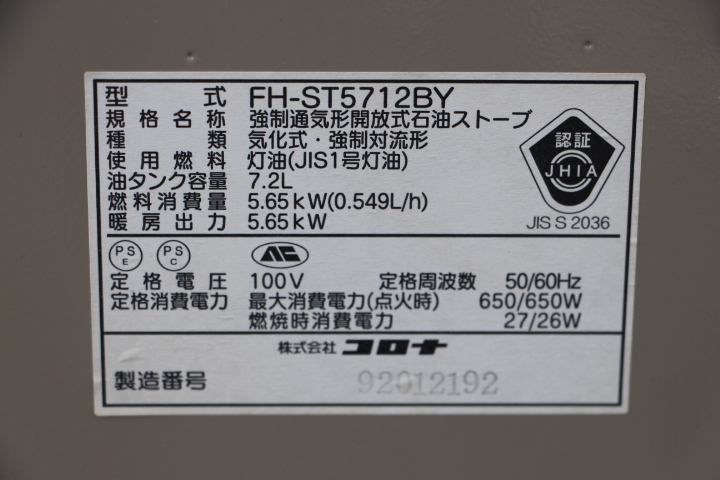 型式 FH-ST5712BY
規格名称 強制通気形開放式石油ストーブ
種類 気化式・強制対流形
使用燃料 灯油(JIS1号灯油)
油タンク容量 7.2L
燃料消費量 5.65kW(0.549L/h)
暖房出力 5.65kW
認証
JHIA
JIS S 2036
PS E PS C
定格電圧 100V 定格周波数 50/60Hz
定格消費電力 最大消費電力(点火時) 650/650W
燃焼時消費電力 27/26W
株式会社 コロナ
製造番号 92012192